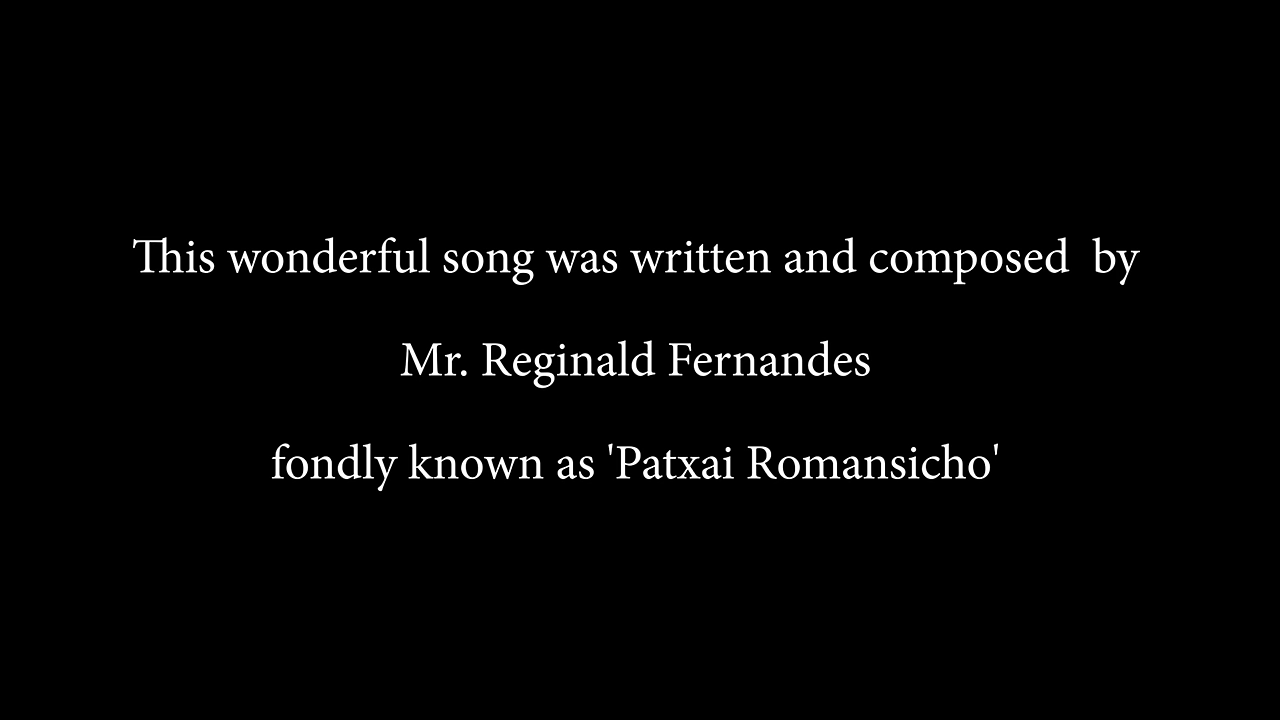 This wonderful song was written and composed  by
Mr. Reginald Fernandes
fondly known as 'Patxai Romansicho'